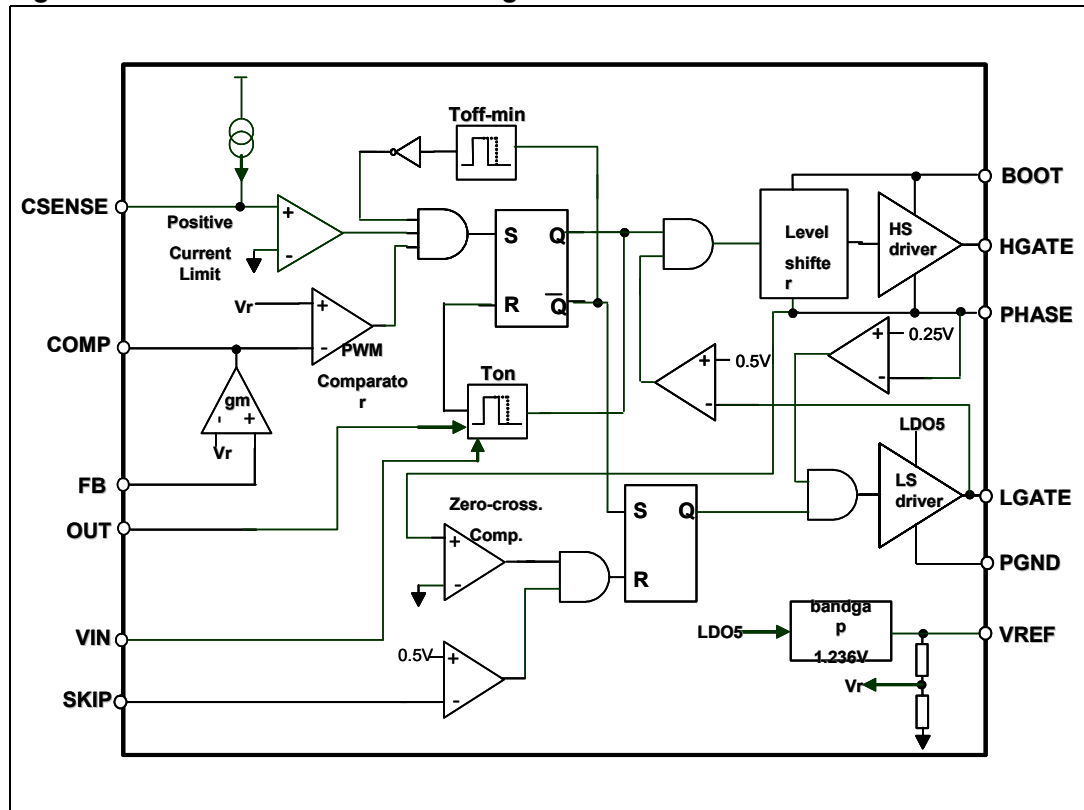 Toff-min
BOOT
CSENSE
Positive
Current
Limit
+
-
S
Q
R
Q
Level
shifte
r
HS
driver
HGATE
Vr
+
-
PWM
Comparato
r
PHASE
COMP
gm
-
+
Vr
Ton
+
0.5V
-
+
0.25V
-
LDO5
FB
OUT
Zero-cross.
Comp.
+
-
S
Q
R
LS
driver
LGATE
PGND
VIN
LDO5
bandga
p
1.236V
VREF
Vr
0.5V
+
-
SKIP